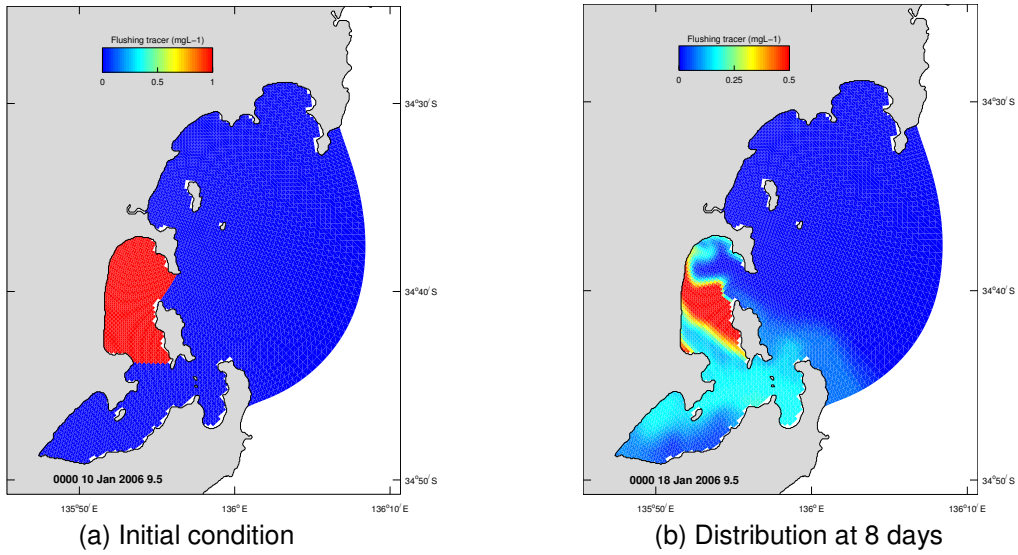 Flushing tracer (mgL−1)
0 0.5 1
34°30′ S
34°40′ S
34°50′ S
0000 10 Jan 2006 9.5
135°50′ E 136°E 136°10′ E
(a) Initial condition
Flushing tracer (mgL−1)
0 0.25 0.5
34°30′ S
34°40′ S
34°50′ S
0000 18 Jan 2006 9.5
135°50′ E 136°E 136°10′ E
(b) Distribution at 8 days